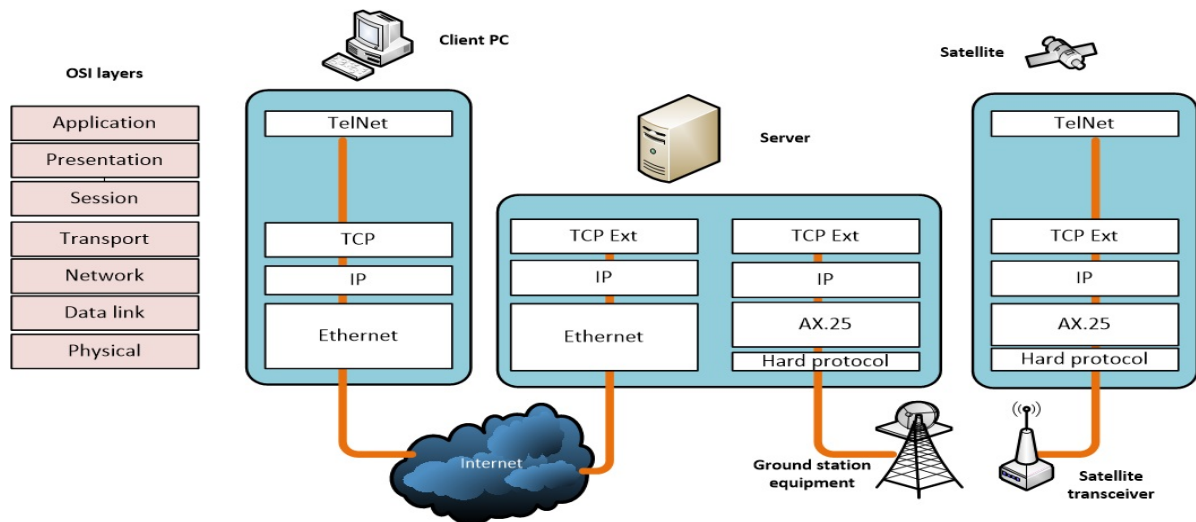 OSI layers
Application
Presentation
Session
Transport
Network
Data link
Physical
Client PC
TelNet
TCP
IP
Ethernet
Internet
Server
TCP Ext
IP
Ethernet
TCP Ext
IP
AX.25
Hard protocol
Ground station
equipment
Satellite
TelNet
TCP Ext
IP
AX.25
Hard protocol
Satellite
transceiver